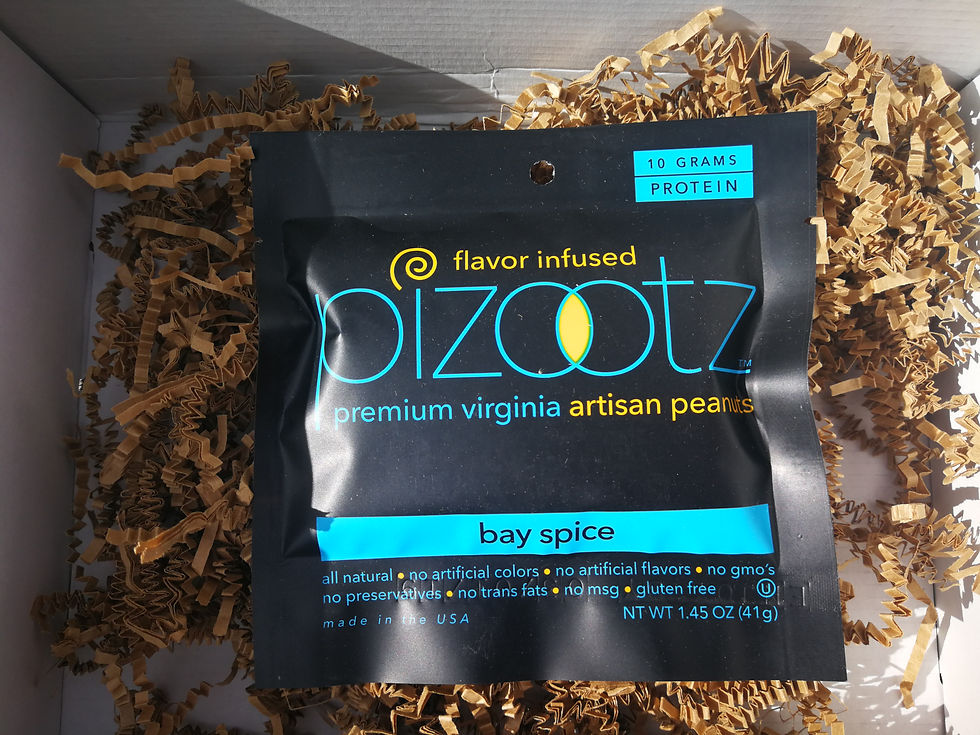 10 GRAMS
PROTEIN
flavor infused
pizootz™
premium virginia artisan peanuts
bay spice
all natural • no artificial colors • no artificial flavors • no gmo's
no preservatives • no trans fats • no msg • gluten free U
made in the USA
NT WT 1.45 OZ (41g)